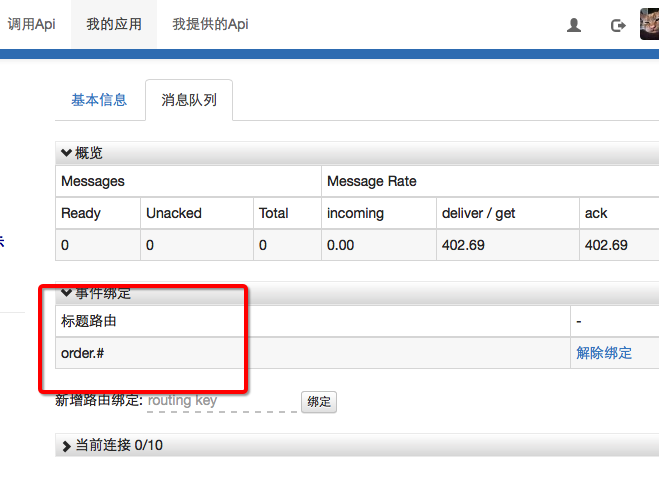 调用Api 我的应用 我提供的Api
基本信息 消息队列
概览
Messages Message Rate
Ready Unacked Total incoming deliver / get ack
0 0 0 0.00 402.69 402.69
事件绑定
标题路由 -
order.# 解除绑定
新增路由绑定: routing key 绑定
当前连接 0/10